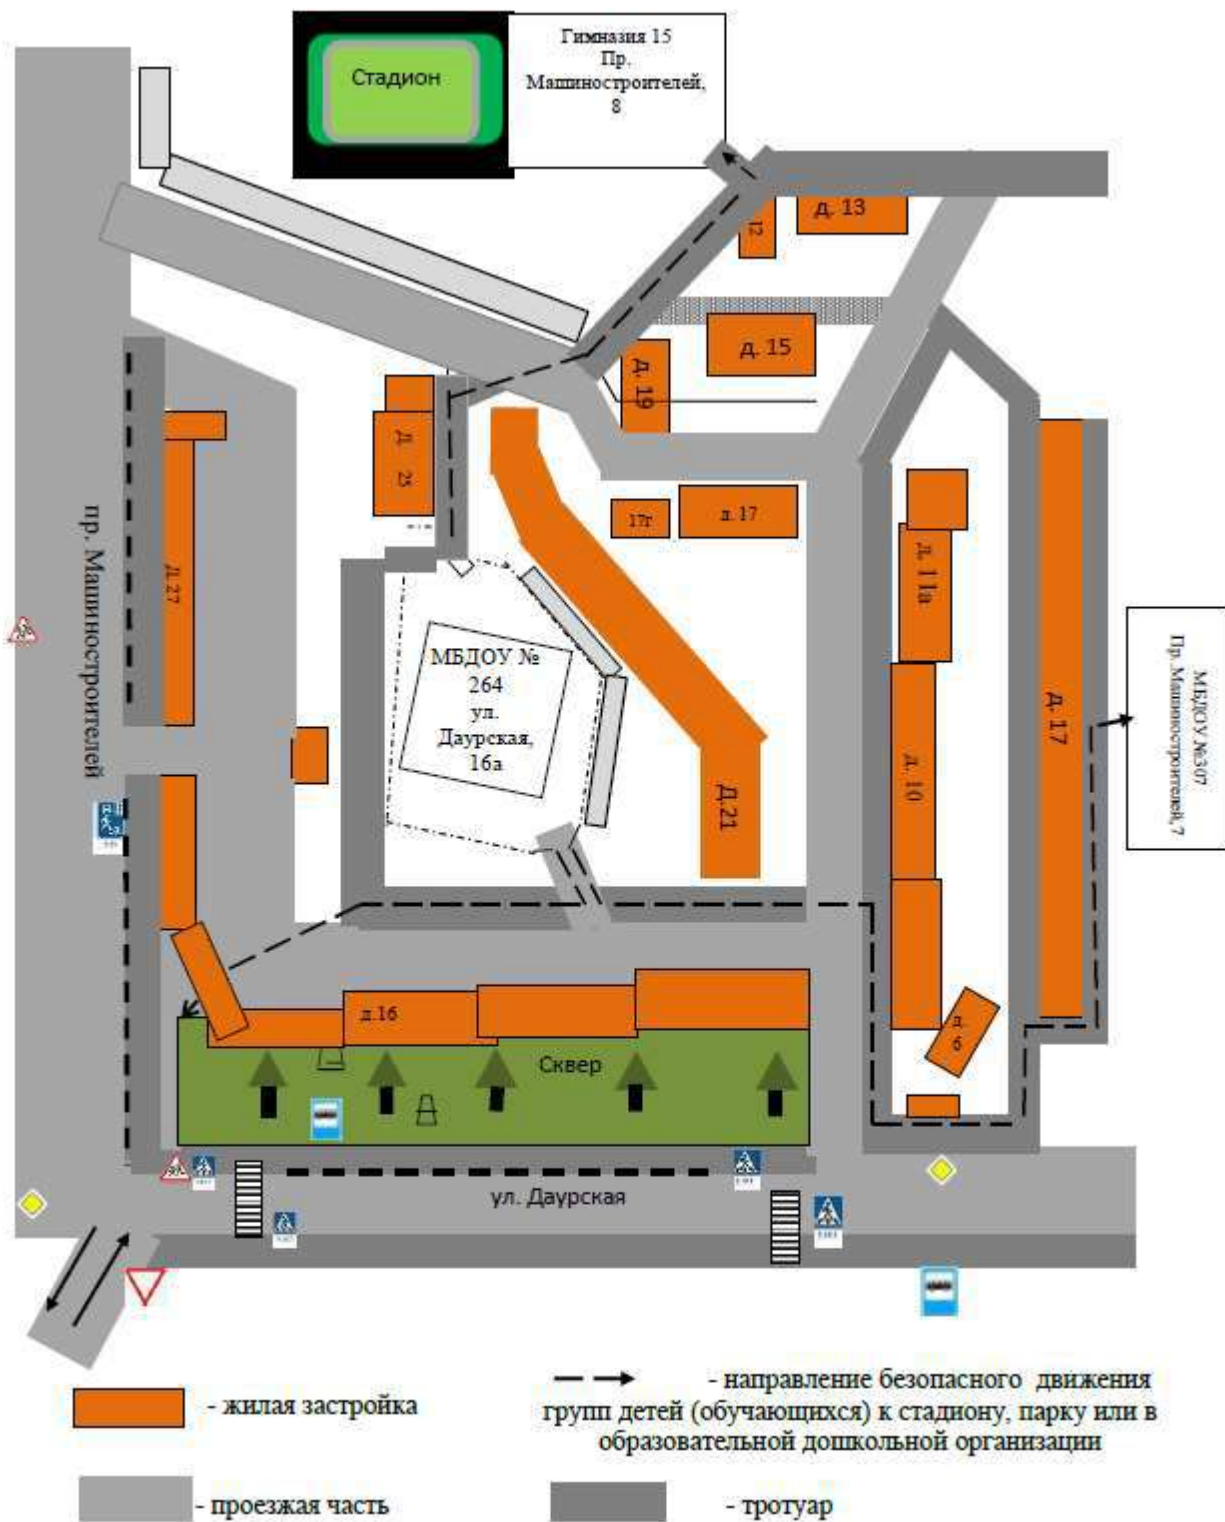 Стадион
Гимназия 15
Пр.
Машиностроителей,
8
12
д. 13
д. 15
д. 19
Д.
25
17г
д. 17
пр. Машиностроителей
Д.27
МБДОУ №
264
ул.
Даурская,
16а
Д.21
д. 11а
д. 10
д. 17
МБДОУ №307
Пр. Машиностроителей, 7
д.
6
д.16
Сквер
ул. Даурская
- жилая застройка
- направление безопасного движения
групп детей (обучающихся) к стадиону, парку или в
образовательной дошкольной организации
- проезжая часть
- тротуар